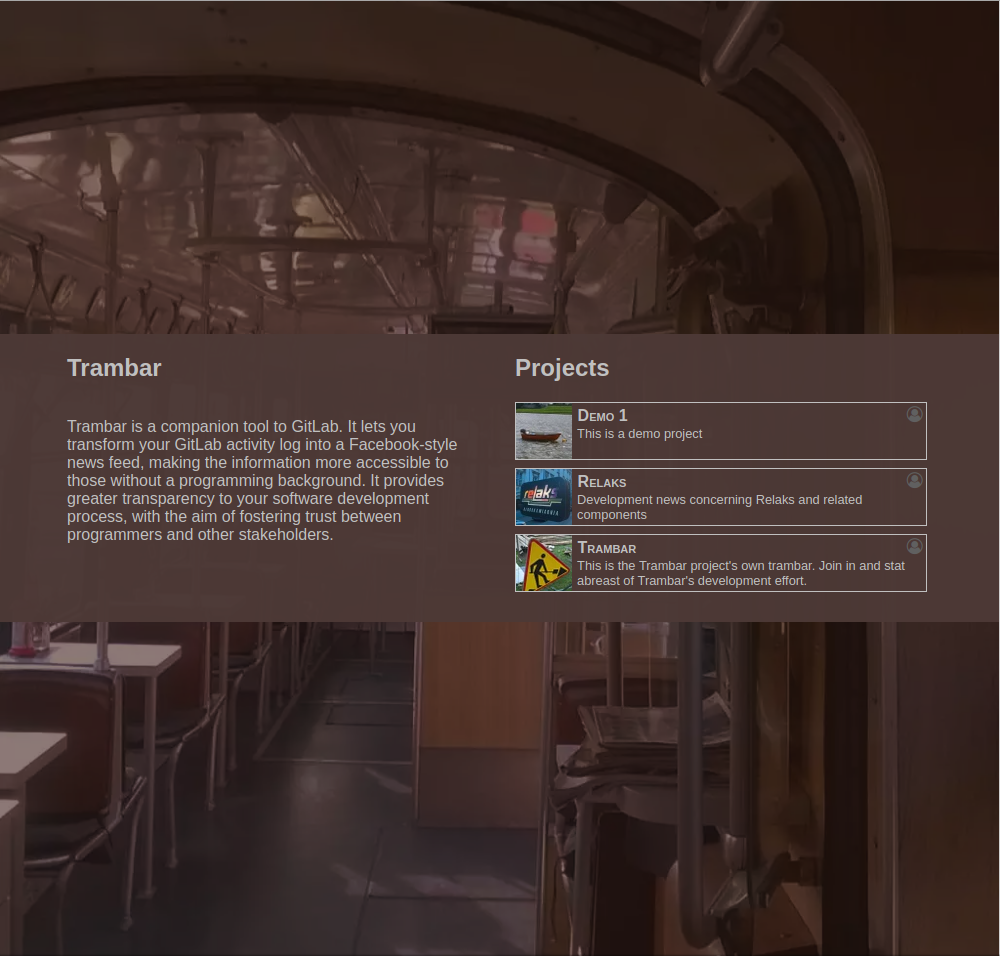 Trambar
Trambar is a companion tool to GitLab. It lets you
transform your GitLab activity log into a Facebook-style
news feed, making the information more accessible to
those without a programming background. It provides
greater transparency to your software development
process, with the aim of fostering trust between
programmers and other stakeholders.
Projects
Demo 1
This is a demo project
relaks
Relaks
Development news concerning Relaks and related
components
Trambar
This is the Trambar project's own trambar. Join in and stat
abreast of Trambar's development effort.